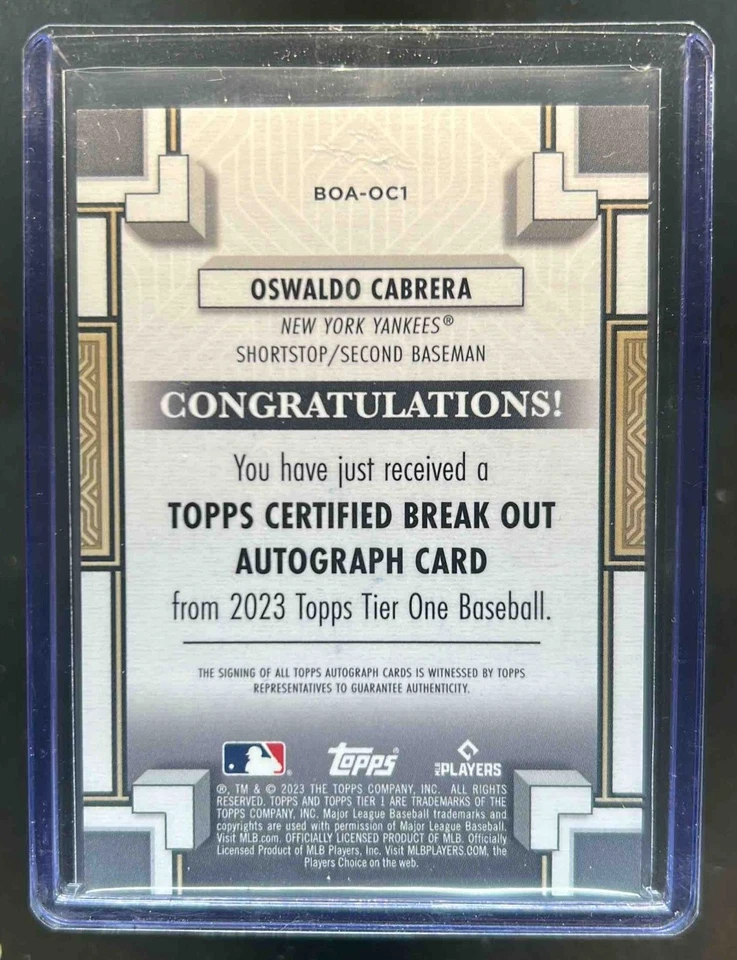 BOA-OC1
OSWALDO CABRERA
NEW YORK YANKEES®
SHORTSTOP/SECOND BASEMAN
CONGRATULATIONS!
You have just received a
TOPPS CERTIFIED BREAK OUT
AUTOGRAPH CARD
from 2023 Topps Tier One Baseball.
THE SIGNING OF ALL TOPPS AUTOGRAPH CARDS IS WITNESSED BY TOPPS
REPRESENTATIVES TO GUARANTEE AUTHENTICITY.
topps® MLB PLAYERS
®, TM & © 2023 THE TOPPS COMPANY, INC. ALL RIGHTS
RESERVED. TOPPS AND TOPPS TIER 1 ARE TRADEMARKS OF THE
TOPPS COMPANY, INC. Major League Baseball trademarks and
copyrights are used with permission of Major League Baseball.
Visit MLB.com. OFFICIALLY LICENSED PRODUCT OF MLB. Officially
Licensed Product of MLB Players, Inc. Visit MLBPLAYERS.COM, the
Players Choice on the web.